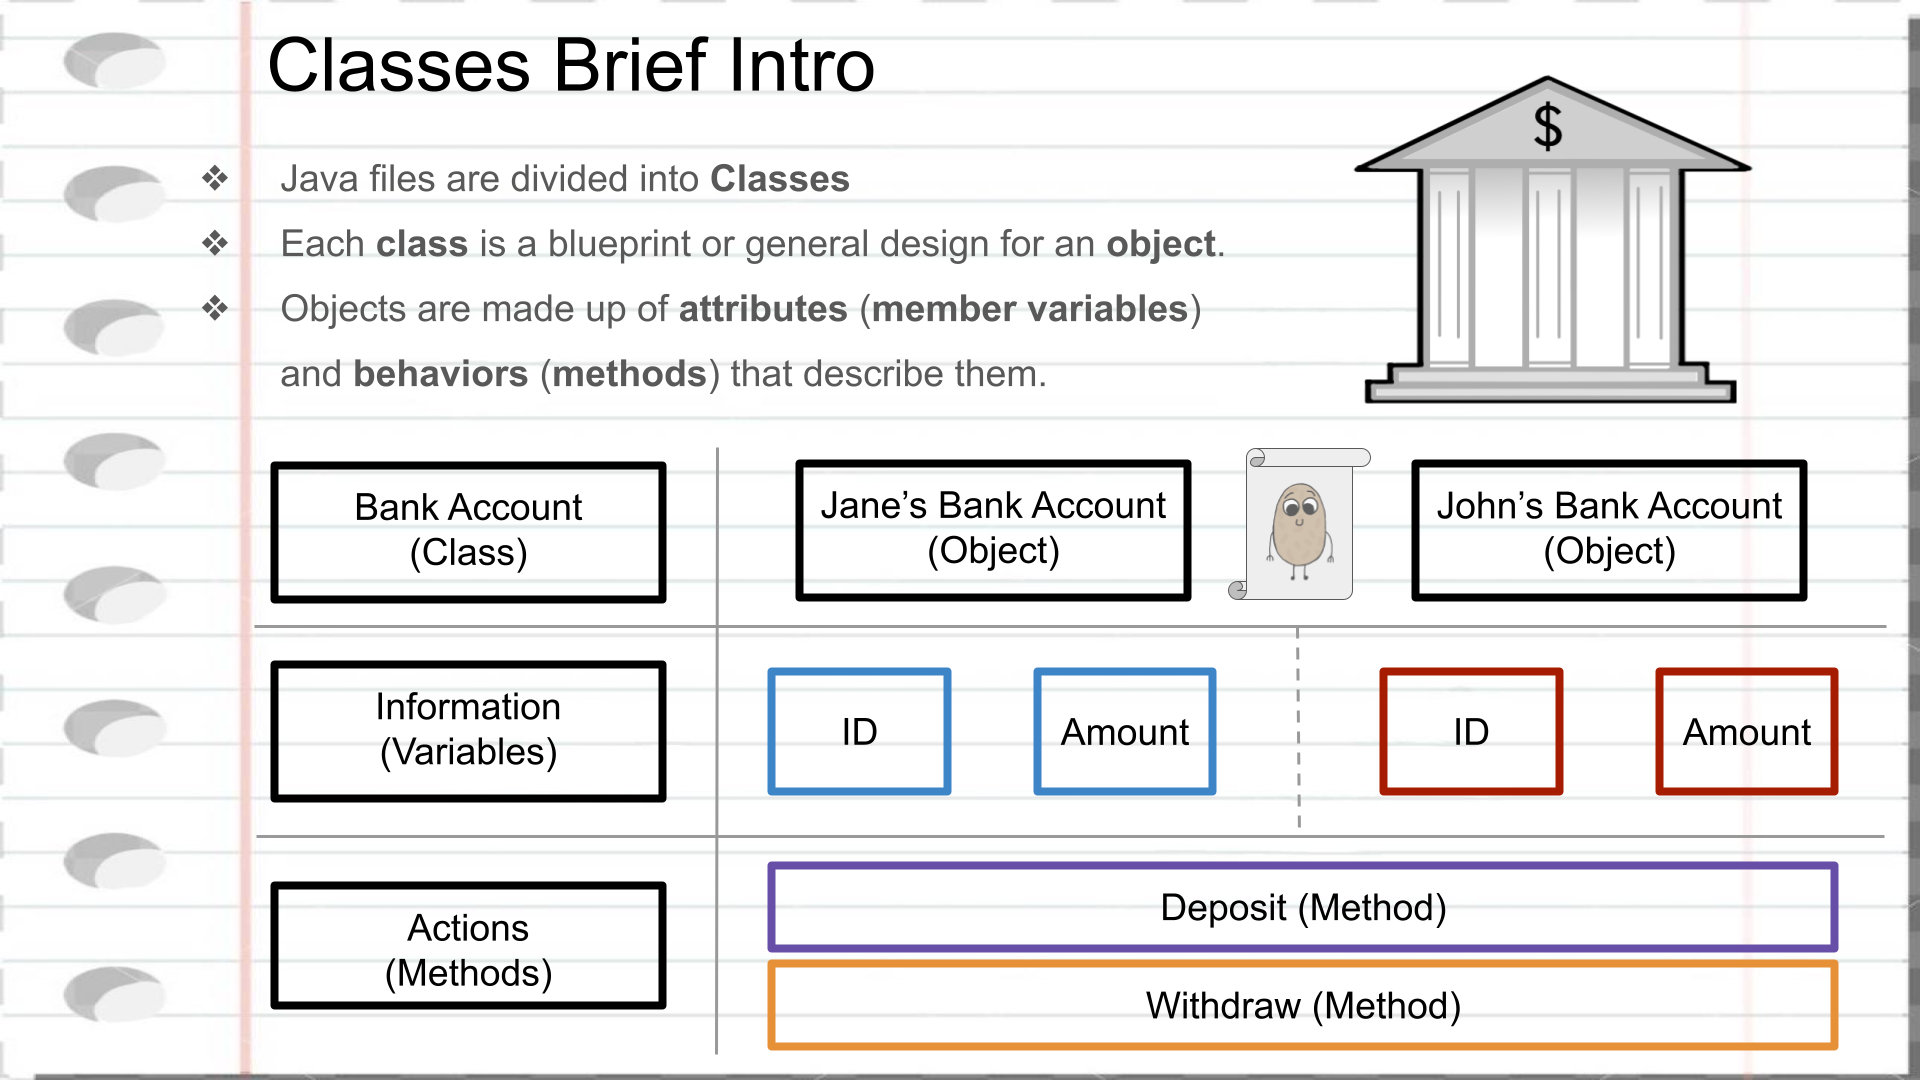 Classes Brief Intro
$
❖ Java files are divided into Classes
❖ Each class is a blueprint or general design for an object.
❖ Objects are made up of attributes (member variables)
and behaviors (methods) that describe them.
Bank Account
(Class)
Jane’s Bank Account
(Object)
John’s Bank Account
(Object)
Information
(Variables)
ID
Amount
ID
Amount
Actions
(Methods)
Deposit (Method)
Withdraw (Method)